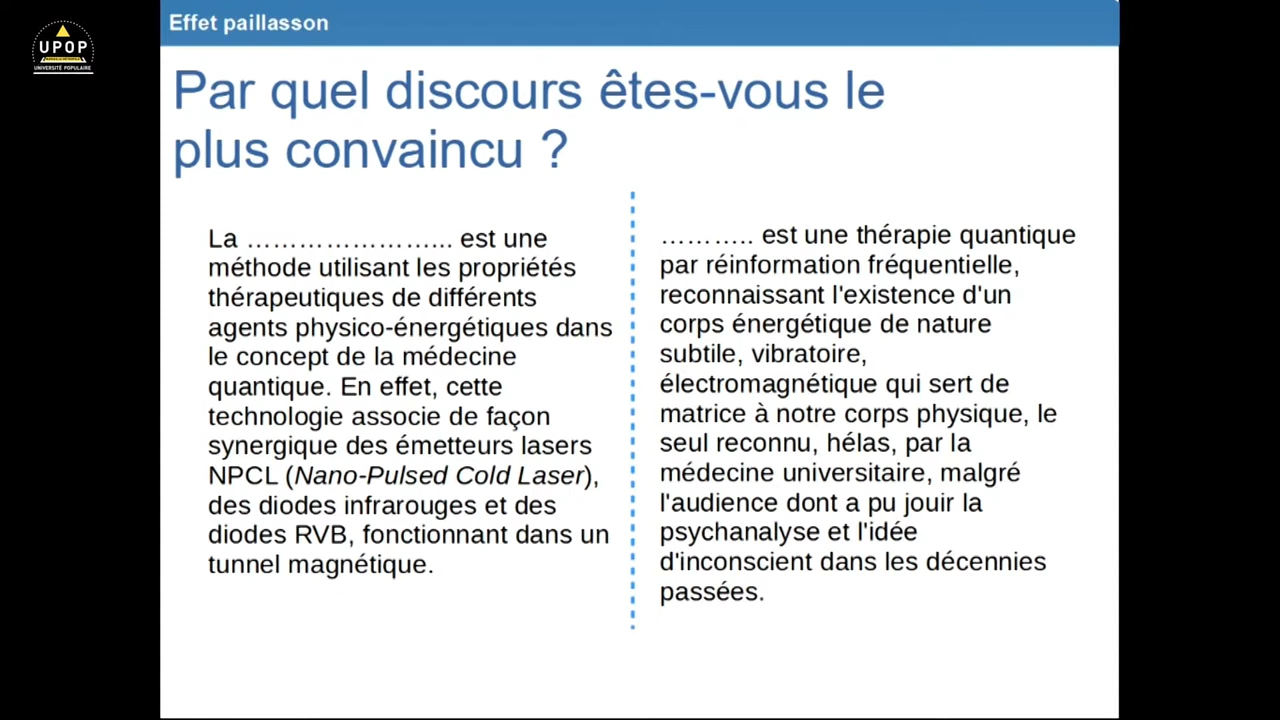 Effet paillasson
UPOP
UNIVERSITÉ POPULAIRE
Par quel discours êtes-vous le
plus convaincu ?
La …………………... est une
méthode utilisant les propriétés
thérapeutiques de différents
agents physico-énergétiques dans
le concept de la médecine
quantique. En effet, cette
technologie associe de façon
synergique des émetteurs lasers
NPCL (Nano-Pulsed Cold Laser),
des diodes infrarouges et des
diodes RVB, fonctionnant dans un
tunnel magnétique.
……….. est une thérapie quantique
par réinformation fréquentielle,
reconnaissant l'existence d'un
corps énergétique de nature
subtile, vibratoire,
électromagnétique qui sert de
matrice à notre corps physique, le
seul reconnu, hélas, par la
médecine universitaire, malgré
l'audience dont a pu jouir la
psychanalyse et l'idée
d'inconscient dans les décennies
passées.